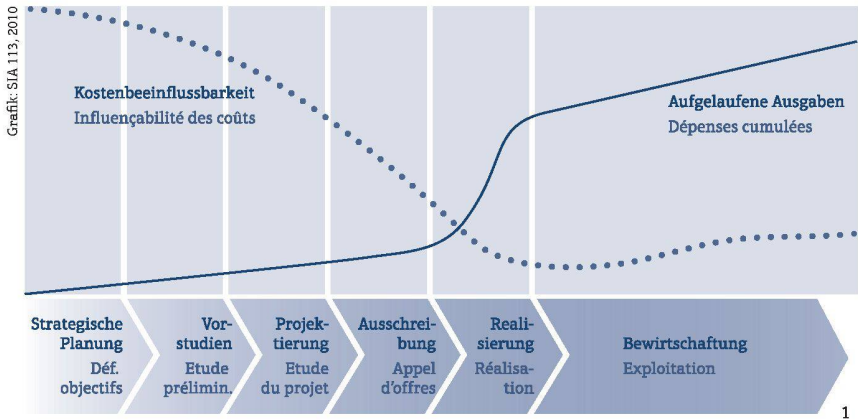 Grafik: SIA 113, 2010
Kostenbeeinflussbarkeit
Influençabilité des coûts
Aufgelaufene Ausgaben
Dépenses cumulées
Strategische
Planung
Déf.
objectifs
Vor-
studien
Etude
prélimin.
Projek-
tierung
Etude
du projet
Ausschrei-
bung
Appel
d'offres
Reali-
sierung
Réalisa-
tion
Bewirtschaftung
Exploitation
1